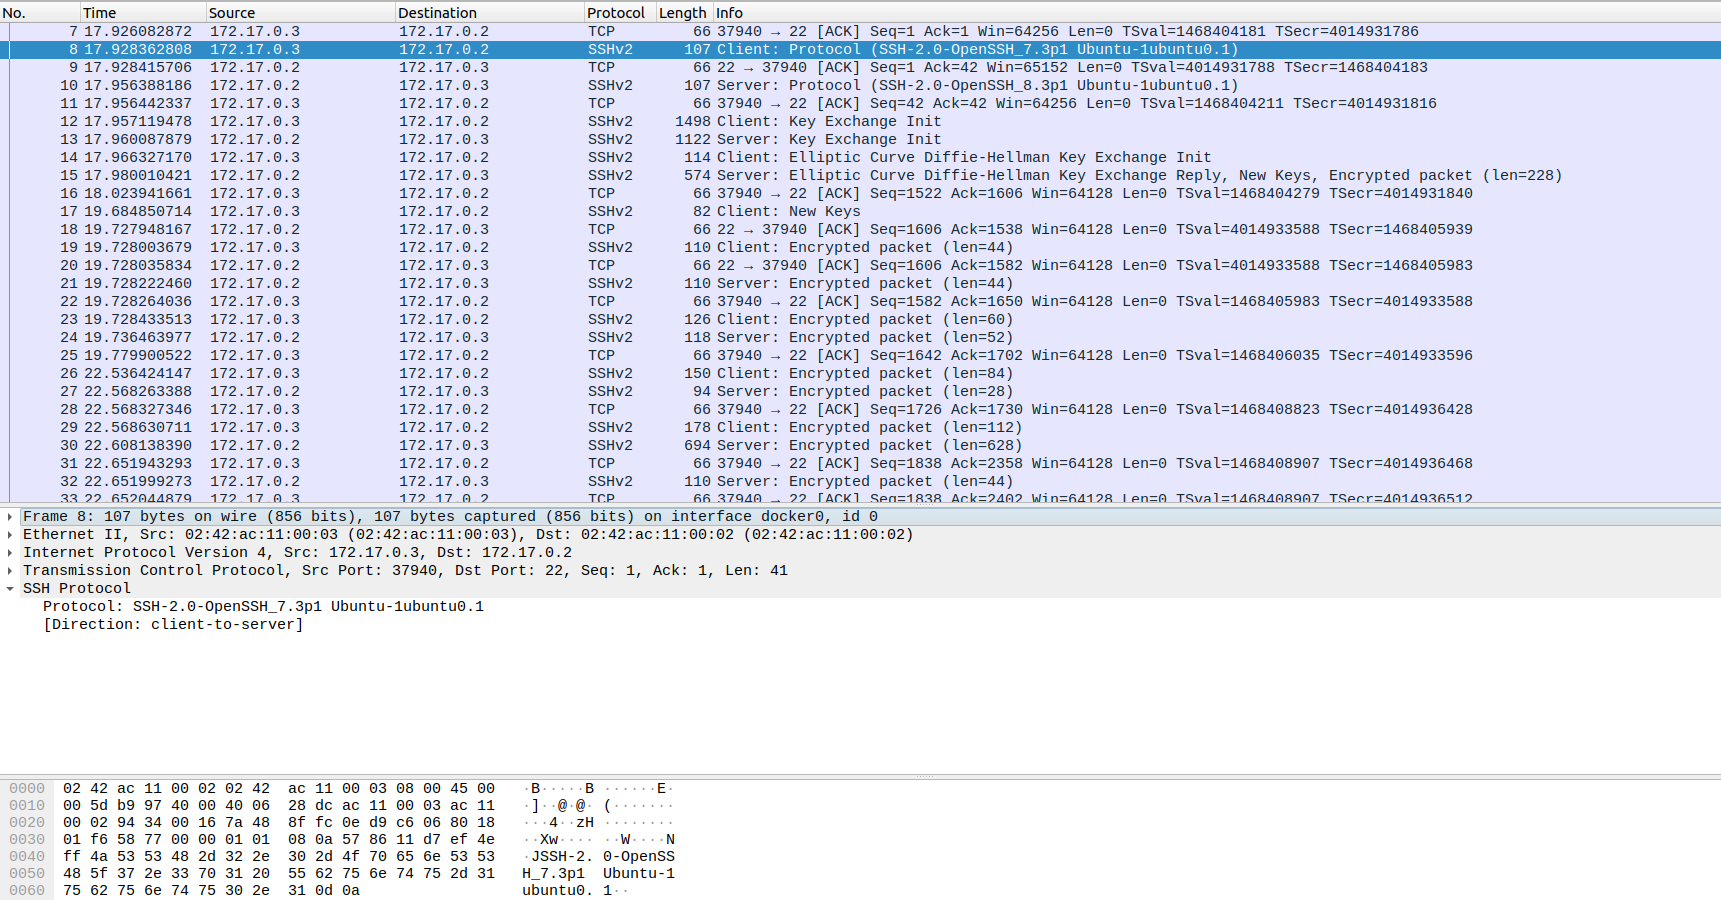 No. Time Source Destination Protocol Length Info
7 17.926082872 172.17.0.3 172.17.0.2 TCP 66 37940 → 22 [ACK] Seq=1 Ack=1 Win=64256 Len=0 TSval=1468404181 TSecr=4014931786
8 17.928362808 172.17.0.3 172.17.0.2 SSHv2 107 Client: Protocol (SSH-2.0-OpenSSH_7.3p1 Ubuntu-1ubuntu0.1)
9 17.928415706 172.17.0.2 172.17.0.3 TCP 66 22 → 37940 [ACK] Seq=1 Ack=42 Win=65152 Len=0 TSval=4014931788 TSecr=1468404183
10 17.956388186 172.17.0.2 172.17.0.3 SSHv2 107 Server: Protocol (SSH-2.0-OpenSSH_8.3p1 Ubuntu-1ubuntu0.1)
11 17.956442337 172.17.0.3 172.17.0.2 TCP 66 37940 → 22 [ACK] Seq=42 Ack=42 Win=64256 Len=0 TSval=1468404211 TSecr=4014931816
12 17.957119478 172.17.0.3 172.17.0.2 SSHv2 1498 Client: Key Exchange Init
13 17.960087879 172.17.0.2 172.17.0.3 SSHv2 1122 Server: Key Exchange Init
14 17.966327170 172.17.0.3 172.17.0.2 SSHv2 114 Client: Elliptic Curve Diffie-Hellman Key Exchange Init
15 17.980010421 172.17.0.2 172.17.0.3 SSHv2 574 Server: Elliptic Curve Diffie-Hellman Key Exchange Reply, New Keys, Encrypted packet (len=228)
16 18.023941661 172.17.0.3 172.17.0.2 TCP 66 37940 → 22 [ACK] Seq=1522 Ack=1606 Win=64128 Len=0 TSval=1468404279 TSecr=4014931840
17 19.684850714 172.17.0.3 172.17.0.2 SSHv2 82 Client: New Keys
18 19.727948167 172.17.0.2 172.17.0.3 TCP 66 22 → 37940 [ACK] Seq=1606 Ack=1538 Win=64128 Len=0 TSval=4014933588 TSecr=1468405939
19 19.728003679 172.17.0.3 172.17.0.2 SSHv2 110 Client: Encrypted packet (len=44)
20 19.728035834 172.17.0.2 172.17.0.3 TCP 66 22 → 37940 [ACK] Seq=1606 Ack=1582 Win=64128 Len=0 TSval=4014933588 TSecr=1468405983
21 19.728222460 172.17.0.2 172.17.0.3 SSHv2 110 Server: Encrypted packet (len=44)
22 19.728264036 172.17.0.3 172.17.0.2 TCP 66 37940 → 22 [ACK] Seq=1582 Ack=1650 Win=64128 Len=0 TSval=1468405983 TSecr=4014933588
23 19.728433513 172.17.0.3 172.17.0.2 SSHv2 126 Client: Encrypted packet (len=60)
24 19.736463977 172.17.0.2 172.17.0.3 SSHv2 118 Server: Encrypted packet (len=52)
25 19.779900522 172.17.0.3 172.17.0.2 TCP 66 37940 → 22 [ACK] Seq=1642 Ack=1702 Win=64128 Len=0 TSval=1468406035 TSecr=4014933596
26 22.536424147 172.17.0.3 172.17.0.2 SSHv2 150 Client: Encrypted packet (len=84)
27 22.568263388 172.17.0.2 172.17.0.3 SSHv2 94 Server: Encrypted packet (len=28)
28 22.568327346 172.17.0.3 172.17.0.2 TCP 66 37940 → 22 [ACK] Seq=1726 Ack=1730 Win=64128 Len=0 TSval=1468408823 TSecr=4014936428
29 22.568630711 172.17.0.3 172.17.0.2 SSHv2 178 Client: Encrypted packet (len=112)
30 22.608138390 172.17.0.2 172.17.0.3 SSHv2 694 Server: Encrypted packet (len=628)
31 22.651943293 172.17.0.3 172.17.0.2 TCP 66 37940 → 22 [ACK] Seq=1838 Ack=2358 Win=64128 Len=0 TSval=1468408907 TSecr=4014936468
32 22.651999273 172.17.0.2 172.17.0.3 SSHv2 110 Server: Encrypted packet (len=44)
33 22.652044879 172.17.0.3 172.17.0.2 TCP 66 37940 → 22 [ACK] Seq=1838 Ack=2402 Win=64128 Len=0 TSval=1468408907 TSecr=4014936512
Frame 8: 107 bytes on wire (856 bits), 107 bytes captured (856 bits) on interface docker0, id 0
Ethernet II, Src: 02:42:ac:11:00:03 (02:42:ac:11:00:03), Dst: 02:42:ac:11:00:02 (02:42:ac:11:00:02)
Internet Protocol Version 4, Src: 172.17.0.3, Dst: 172.17.0.2
Transmission Control Protocol, Src Port: 37940, Dst Port: 22, Seq: 1, Ack: 1, Len: 41
SSH Protocol
Protocol: SSH-2.0-OpenSSH_7.3p1 Ubuntu-1ubuntu0.1
[Direction: client-to-server]
0000 02 42 ac 11 00 02 02 42 ac 11 00 03 08 00 45 00 ·B·····B ······E·
0010 00 5d b9 97 40 00 40 06 28 dc ac 11 00 03 ac 11 ·]··@·@· (·······
0020 00 02 94 34 00 16 7a 48 8f fc 0e d9 c6 06 80 18 ···4··zH ········
0030 01 f6 58 77 00 00 01 01 08 0a 57 86 11 d7 ef 4e ··Xw···· ··W····N
0040 ff 4a 53 53 48 2d 32 2e 30 2d 4f 70 65 6e 53 53 ·JSSH-2. 0-OpenSS
0050 48 5f 37 2e 33 70 31 20 55 62 75 6e 74 75 2d 31 H_7.3p1 Ubuntu-1
0060 75 62 75 6e 74 75 30 2e 31 0d 0a ubuntu0. 1··